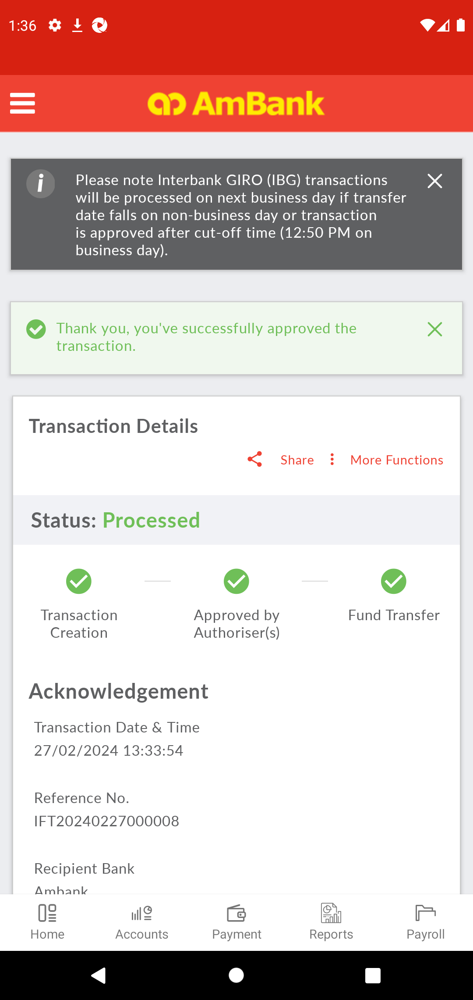 1:36
AmBank
Please note Interbank GIRO (IBG) transactions
will be processed on next business day if transfer
date falls on non-business day or transaction
is approved after cut-off time (12:50 PM on
business day).
Thank you, you've successfully approved the
transaction.
Transaction Details
Share More Functions
Status: Processed
Transaction
Creation
Approved by
Authoriser(s)
Fund Transfer
Acknowledgement
Transaction Date & Time
27/02/2024 13:33:54
Reference No.
IFT20240227000008
Recipient Bank
Ambank
Home Accounts Payment Reports Payroll